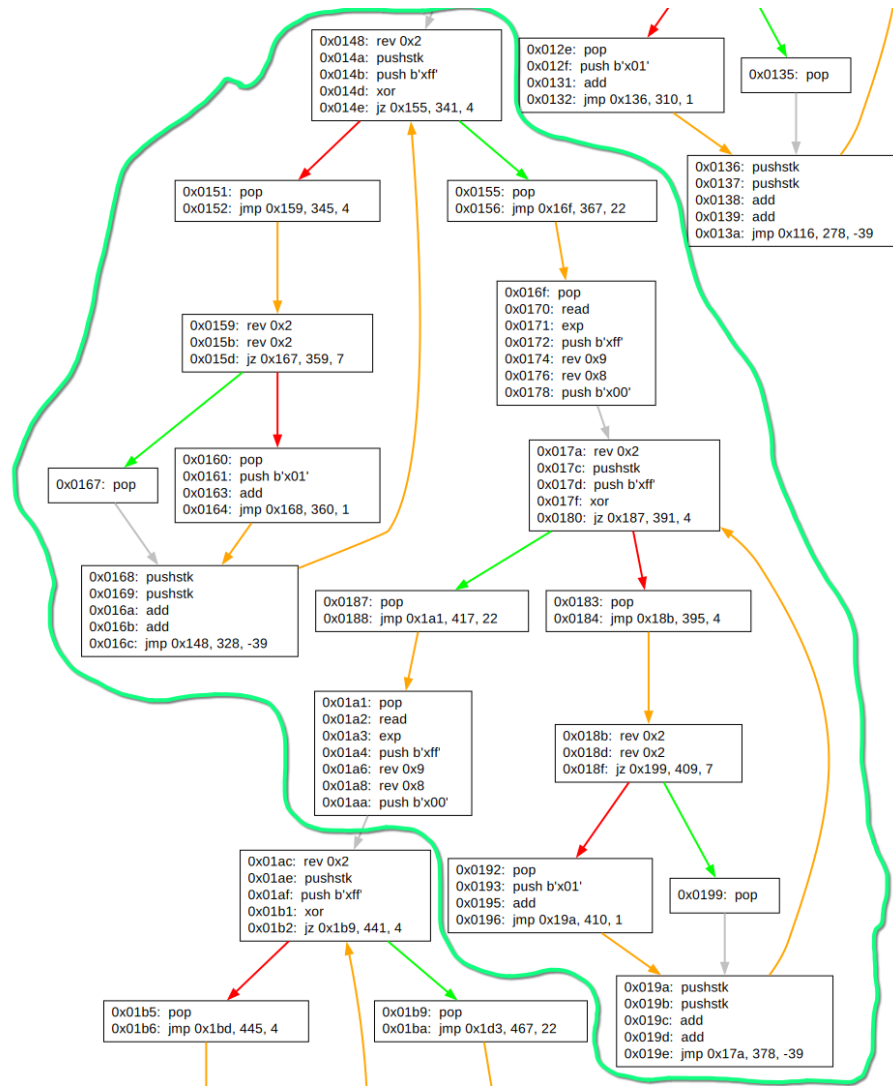 0x0148: rev 0x2
0x014a: pushstk
0x014b: push b'xff'
0x014d: xor
0x014e: jz 0x155, 341, 4
0x012e: pop
0x012f: push b'x01'
0x0131: add
0x0132: jmp 0x136, 310, 1
0x0135: pop
0x0136: pushstk
0x0137: pushstk
0x0138: add
0x0139: add
0x013a: jmp 0x116, 278, -39
0x0151: pop
0x0152: jmp 0x159, 345, 4
0x0155: pop
0x0156: jmp 0x16f, 367, 22
0x016f: pop
0x0170: read
0x0171: exp
0x0172: push b'xff'
0x0174: rev 0x9
0x0176: rev 0x8
0x0178: push b'x00'
0x0159: rev 0x2
0x015b: rev 0x2
0x015d: jz 0x167, 359, 7
0x0167: pop
0x0160: pop
0x0161: push b'x01'
0x0163: add
0x0164: jmp 0x168, 360, 1
0x017a: rev 0x2
0x017c: pushstk
0x017d: push b'xff'
0x017f: xor
0x0180: jz 0x187, 391, 4
0x0168: pushstk
0x0169: pushstk
0x016a: add
0x016b: add
0x016c: jmp 0x148, 328, -39
0x0187: pop
0x0188: jmp 0x1a1, 417, 22
0x0183: pop
0x0184: jmp 0x18b, 395, 4
0x01a1: pop
0x01a2: read
0x01a3: exp
0x01a4: push b'xff'
0x01a6: rev 0x9
0x01a8: rev 0x8
0x01aa: push b'x00'
0x018b: rev 0x2
0x018d: rev 0x2
0x018f: jz 0x199, 409, 7
0x01ac: rev 0x2
0x01ae: pushstk
0x01af: push b'xff'
0x01b1: xor
0x01b2: jz 0x1b9, 441, 4
0x0192: pop
0x0193: push b'x01'
0x0195: add
0x0196: jmp 0x19a, 410, 1
0x0199: pop
0x019a: pushstk
0x019b: pushstk
0x019c: add
0x019d: add
0x019e: jmp 0x17a, 378, -39
0x01b5: pop
0x01b6: jmp 0x1bd, 445, 4
0x01b9: pop
0x01ba: jmp 0x1d3, 467, 22